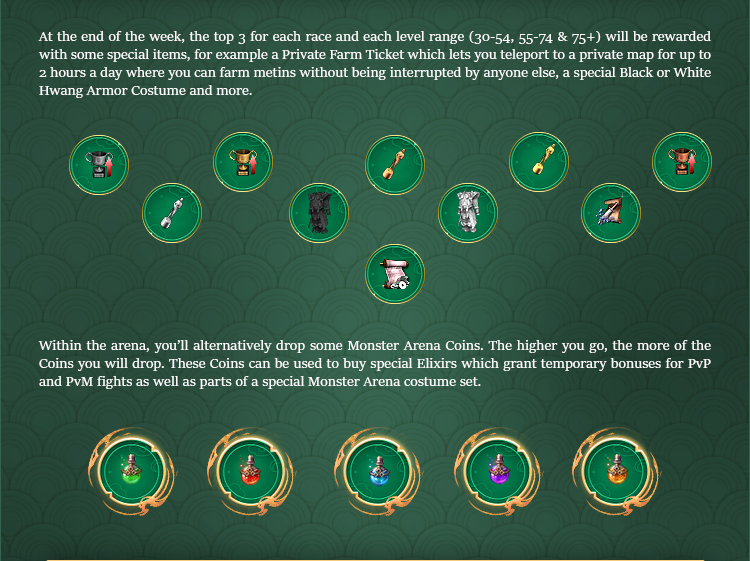 At the end of the week, the top 3 for each race and each level range (30-54, 55-74 & 75+) will be rewarded
with some special items, for example a Private Farm Ticket which lets you teleport to a private map for up to
2 hours a day where you can farm metins without being interrupted by anyone else, a special Black or White
Hwang Armor Costume and more.
Within the arena, you’ll alternatively drop some Monster Arena Coins. The higher you go, the more of the
Coins you will drop. These Coins can be used to buy special Elixirs which grant temporary bonuses for PvP
and PvM fights as well as parts of a special Monster Arena costume set.